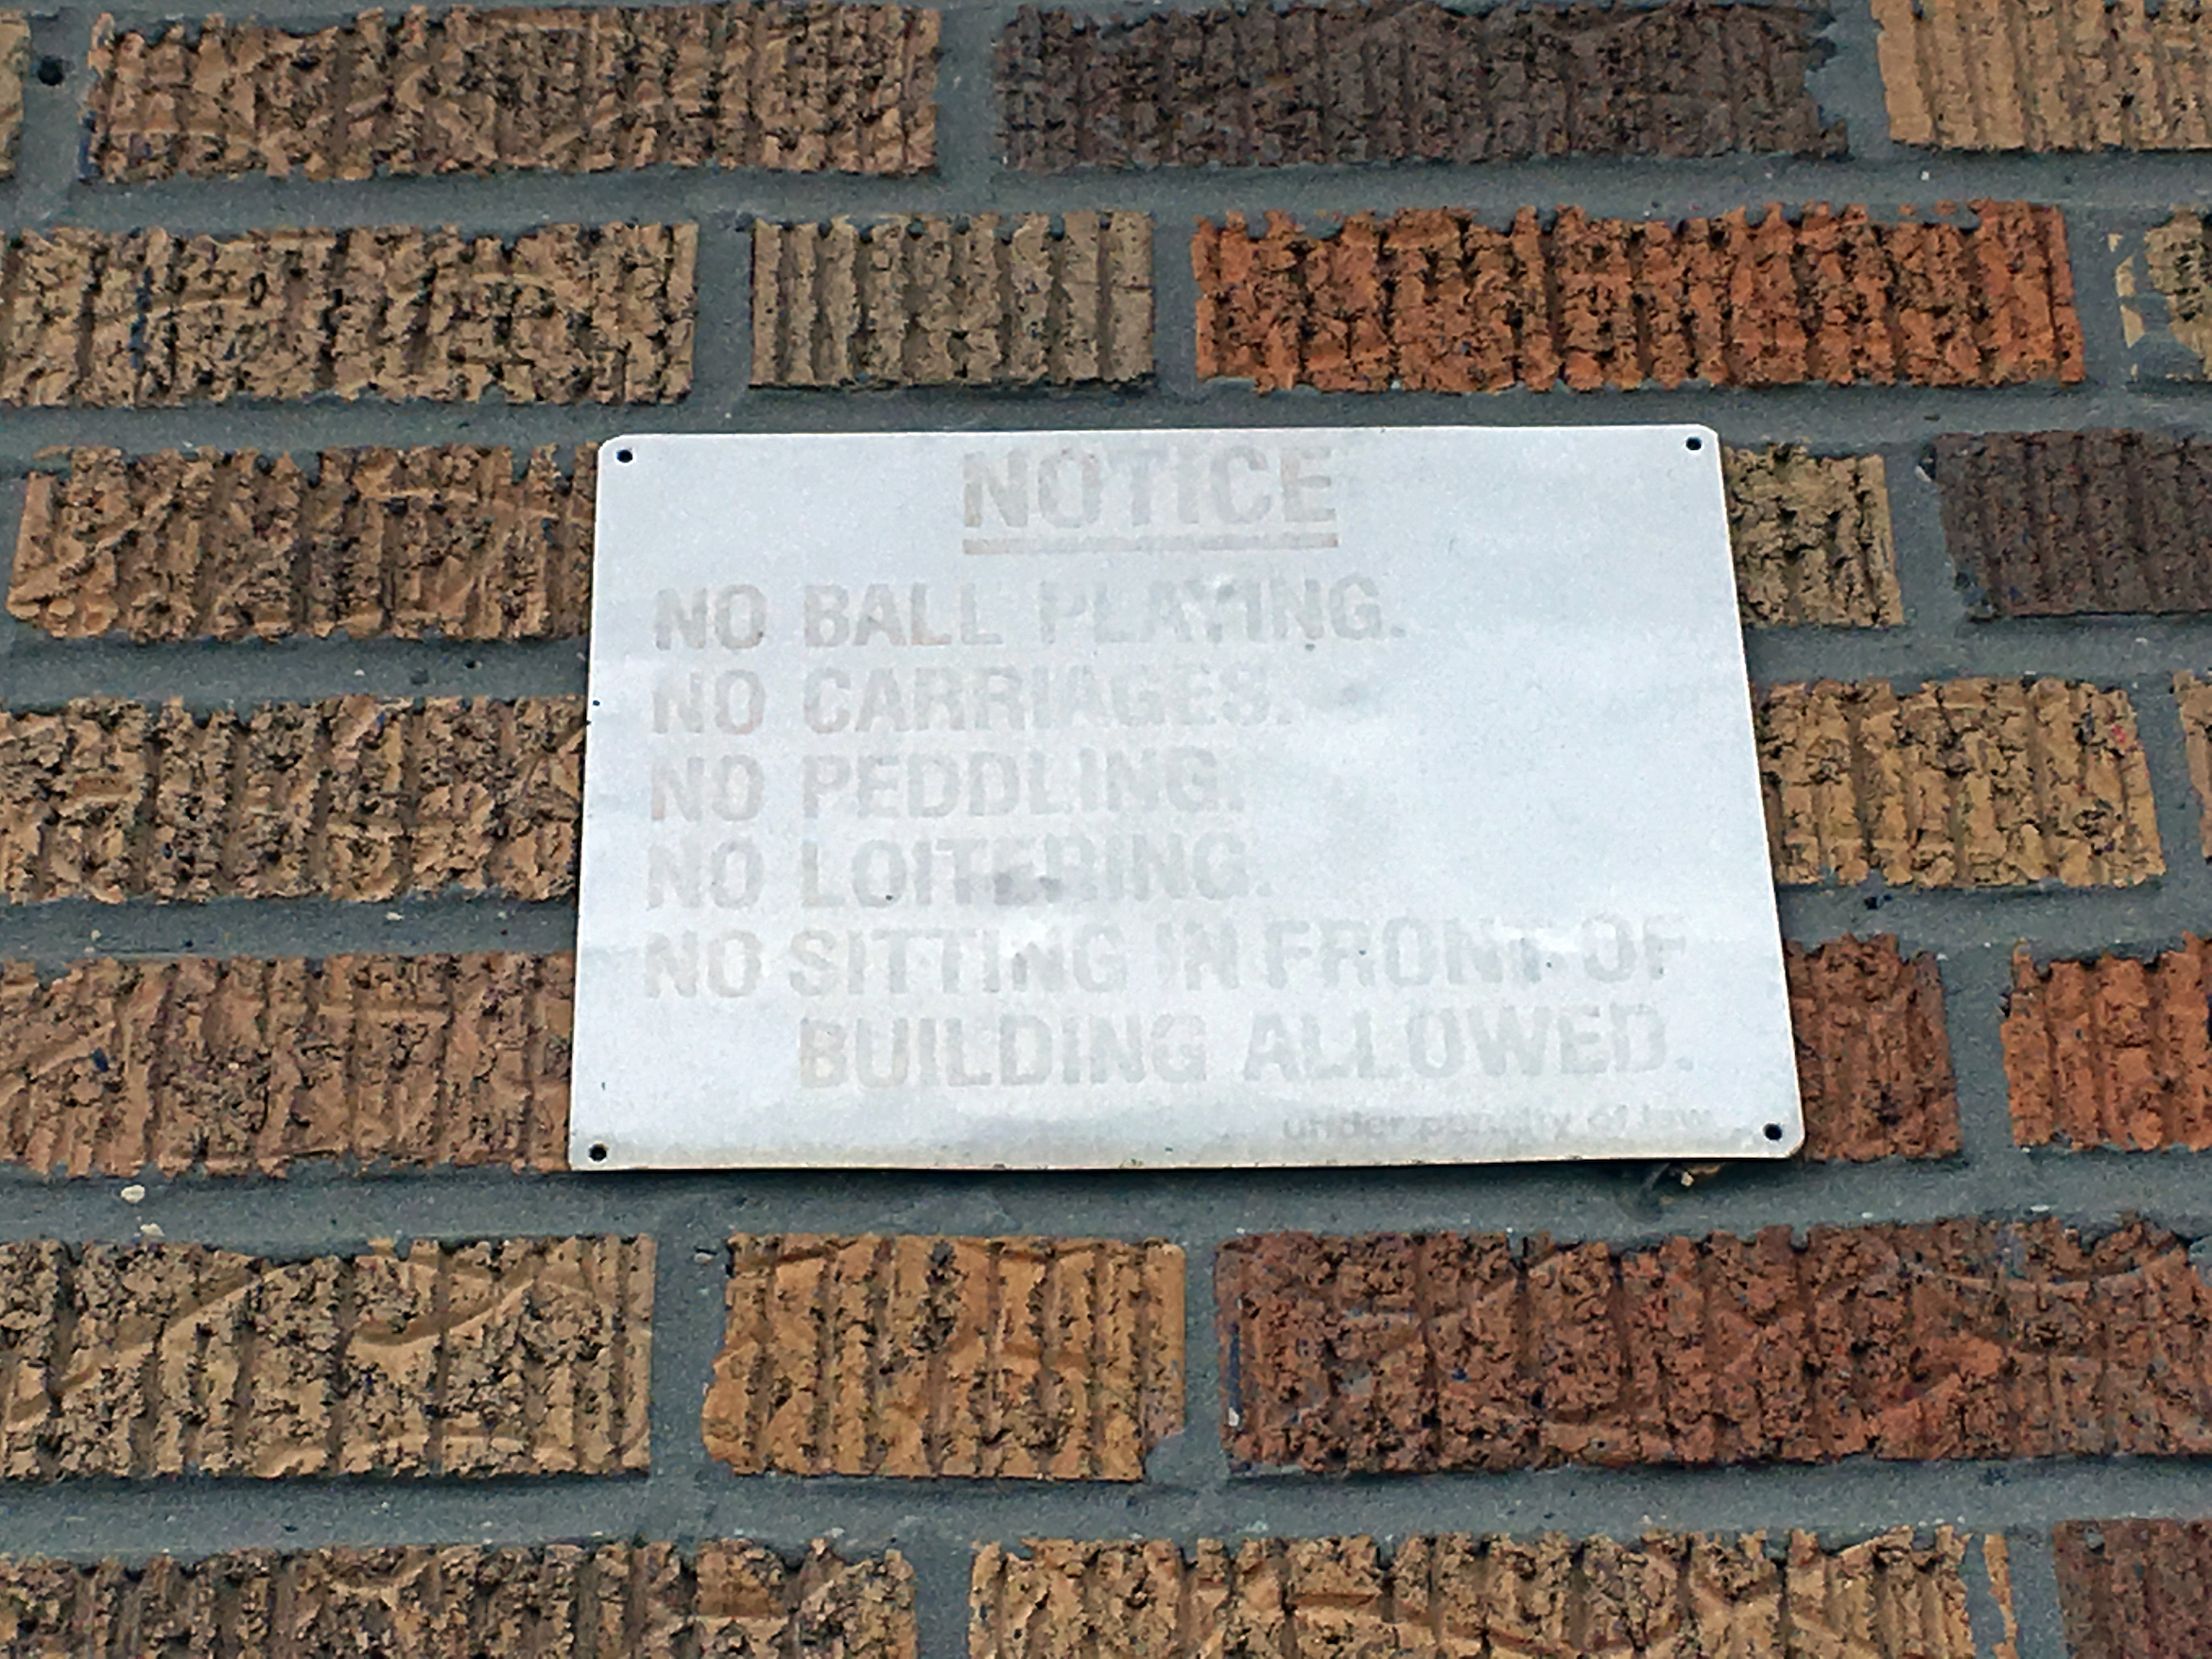 NOTICE
NO BALL PLAYING.
NO CARRIAGES.
NO PEDDLING.
NO LOITERING.
NO SITTING IN FRONT OF
BUILDING ALLOWED.
under penalty of law